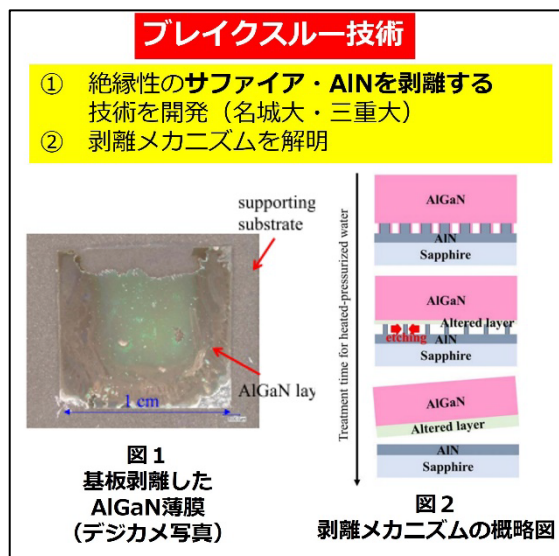 ブレイクスルー技術
① 絶縁性のサファイア・AlNを剥離する
技術を開発（名城大・三重大）
② 剥離メカニズムを解明
supporting
substrate
AlGaN lay
1 cm
図1
基板剥離した
AlGaN薄膜
（デジカメ写真）
Treatment time for heated-pressurized water
AlGaN
AlN
Sapphire
AlGaN
Altered layer
etching
AlN
Sapphire
AlGaN
Altered layer
AlN
Sapphire
図2
剥離メカニズムの概略図